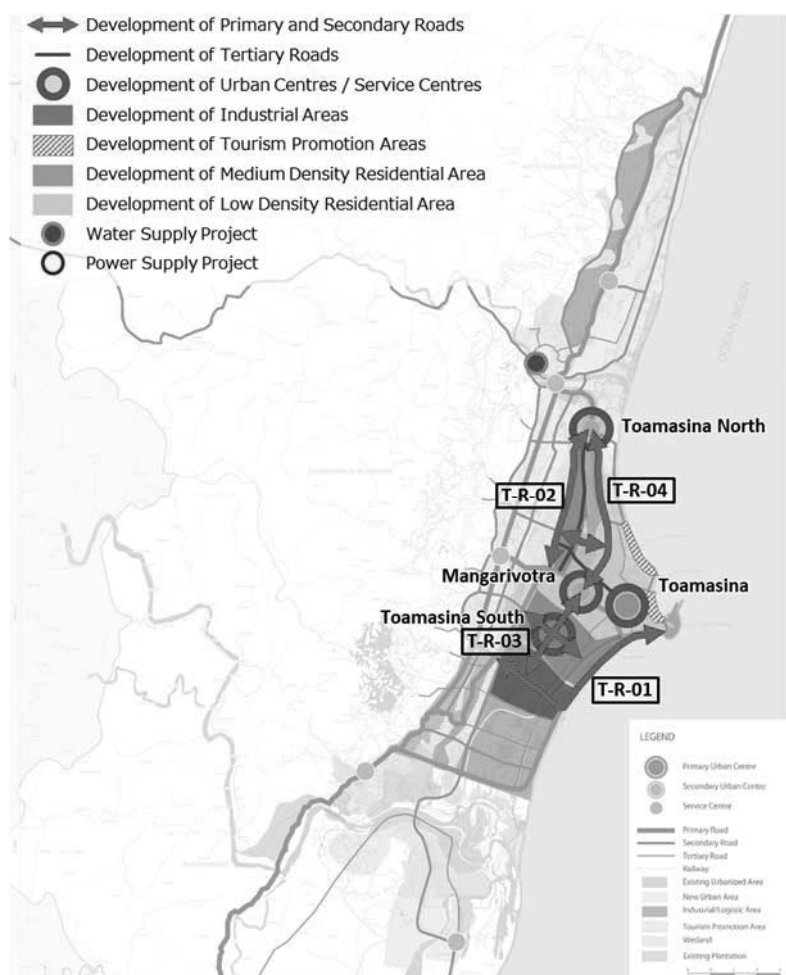 Development of Primary and Secondary Roads
Development of Tertiary Roads
Development of Urban Centres / Service Centres
Development of Industrial Areas
Development of Tourism Promotion Areas
Development of Medium Density Residential Area
Development of Low Density Residential Area
Water Supply Project
Power Supply Project
Toamasina North
T-R-02
T-R-04
Mangarivotra
Toamasina
Toamasina South
T-R-03
T-R-01
LEGEND
Primary Urban Centre
Secondary Urban Centre
Service Centre
Primary Road
Secondary Road
Tertiary Road
Railway
Existing Urbanized Area
New Urban Area
Industrial/Logistic Area
Tourism Promotion Area
Wetland
Existing Plantation